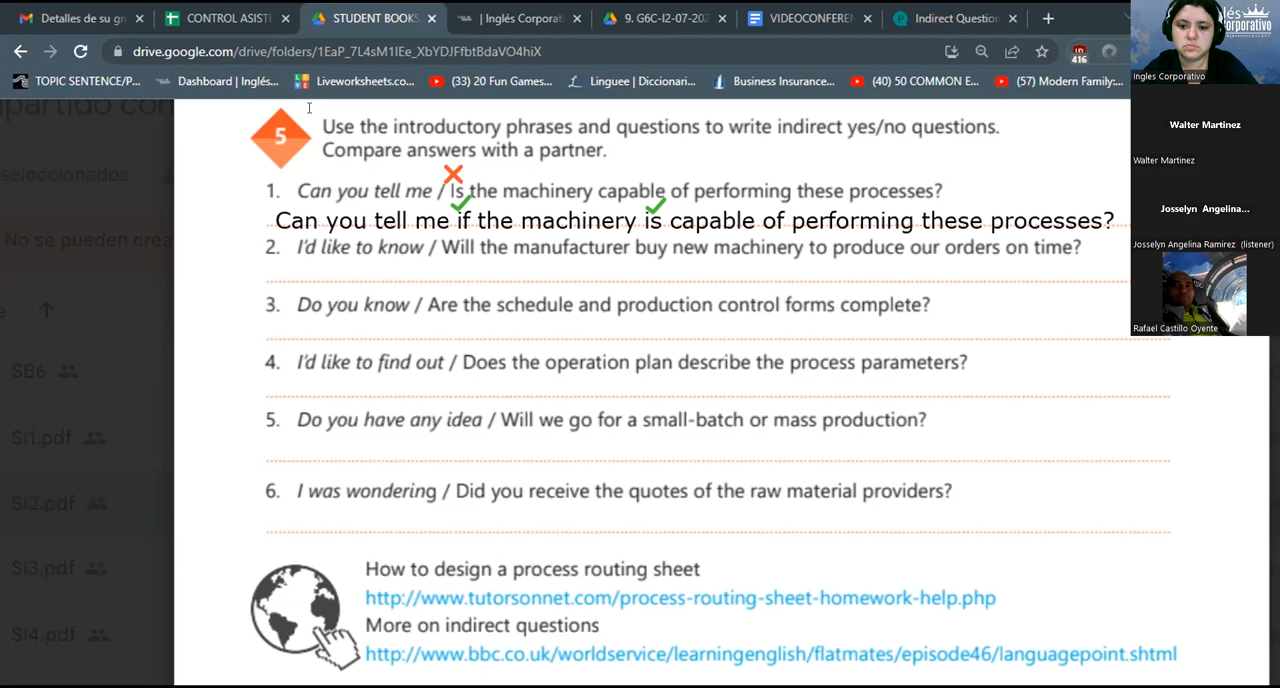 Detalles de su gn
CONTROL ASISTE
STUDENT BOOKS
| Inglés Corporat
9. G6C-I2-07-202
VIDEOCONFEREN
Indirect Question
drive.google.com/drive/folders/1EaP_7L4sM1IEe_XbYDJFfbtBdaVO4hiX
416
TOPIC SENTENCE/P...
Dashboard | Inglés...
Liveworksheets.co...
(33) 20 Fun Games...
Linguee | Diccionari...
Business Insurance...
(40) 50 COMMON E...
(57) Modern Family:...
5
Use the introductory phrases and questions to write indirect yes/no questions.
Compare answers with a partner.
1. Can you tell me / Is the machinery capable of performing these processes?
Can you tell me if the machinery is capable of performing these processes?
2. I'd like to know / Will the manufacturer buy new machinery to produce our orders on time?
3. Do you know / Are the schedule and production control forms complete?
4. I'd like to find out / Does the operation plan describe the process parameters?
5. Do you have any idea / Will we go for a small-batch or mass production?
6. I was wondering / Did you receive the quotes of the raw material providers?
How to design a process routing sheet
http://www.tutorsonnet.com/process-routing-sheet-homework-help.php
More on indirect questions
http://www.bbc.co.uk/worldservice/learningenglish/flatmates/episode46/languagepoint.shtml
partido con
seleccionados
No se pueden crea
SB6
SI1.pdf
SI2.pdf
SI3.pdf
SI4.pdf
lés
orporativo
Ingles Corporativo
Walter Martinez
Walter Martinez
Josselyn Angelina...
Josselyn Angelina Ramirez (listener)
Rafael Castillo Oyente